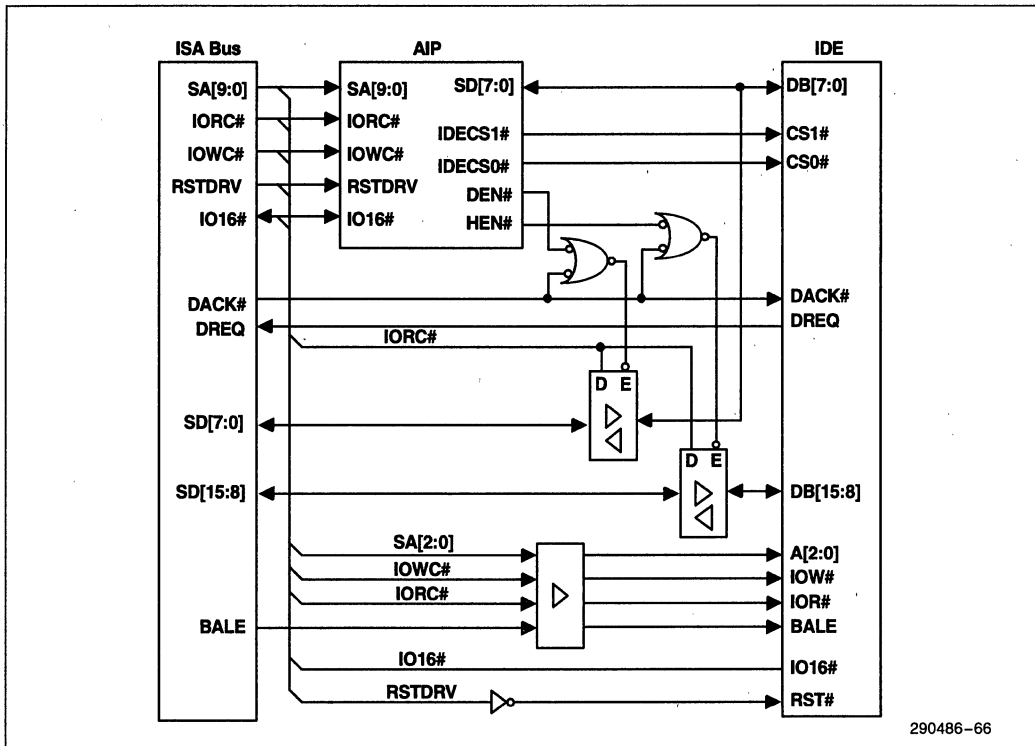 ISA Bus AIP IDE
SA[9:0] SA[9:0] SD[7:0] DB[7:0]
IORC# IORC# IDECS1# CS1#
IOWC# IOWC# IDECS0# CS0#
RSTDRV RSTDRV DEN#
IO16# IO16# HEN#
DACK# DACK#
DREQ DREQ
IORC#
D E
SD[7:0]
D E
SD[15:8] DB[15:8]
SA[2:0] A[2:0]
IOWC# IOW#
IORC# IOR#
BALE BALE
IO16# IO16#
RSTDRV RST#
290486-66